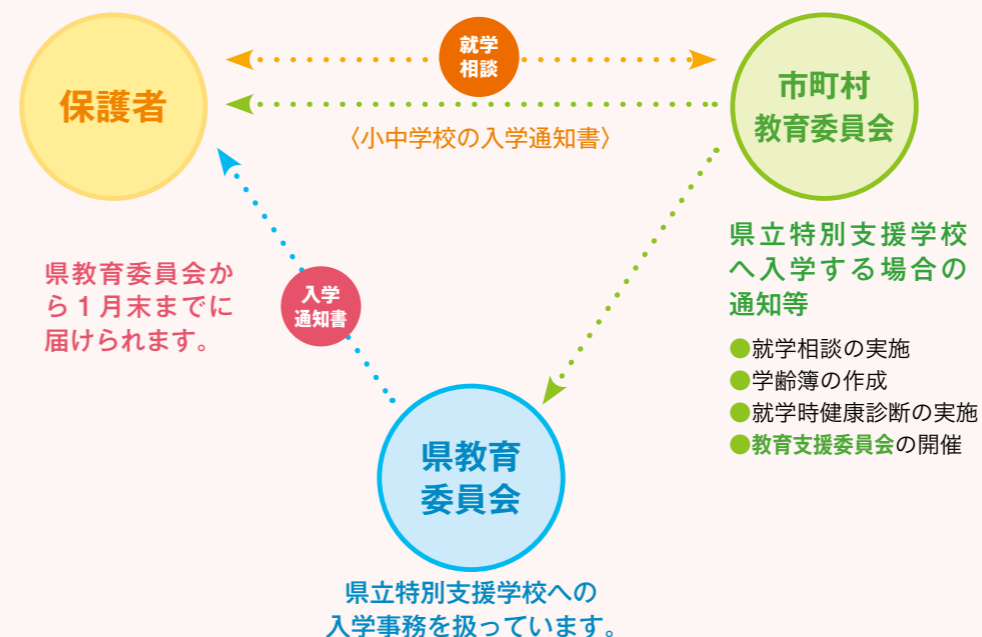 就学
相談
保護者
市町村
教育委員会
〈小中学校の入学通知書〉
県立特別支援学校
へ入学する場合の
通知等
県教育委員会か
ら1月末までに
届けられます。
入学
通知書
●就学相談の実施
●学齢簿の作成
●就学時健康診断の実施
●教育支援委員会の開催
県教育
委員会
県立特別支援学校への
入学事務を扱っています。